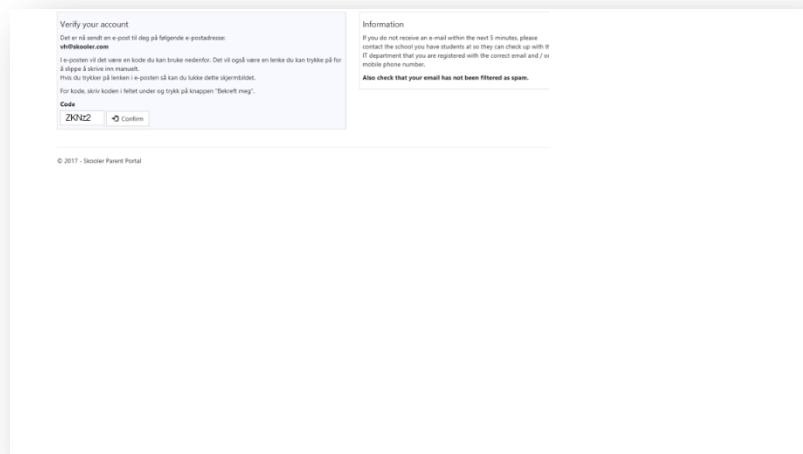 Verify your account
Det er nå sendt en e-post til deg på følgende e-postadresse:
vh@skooler.com
I e-posten vil det være en kode du kan bruke nedenfor. Det vil også være en lenke du kan trykke på for
å slippe å skrive inn manuelt.
Hvis du trykker på lenken i e-posten så kan du lukke dette skjermbildet.
For kode, skriv koden i feltet under og trykk på knappen "Bekreft meg".
Code
ZKNz2
Confirm
Information
If you do not receive an e-mail within the next 5 minutes, please
contact the school you have students at so they can check up with th
IT department that you are registered with the correct email and / or
mobile phone number.
Also check that your email has not been filtered as spam.
© 2017 - Skooler Parent Portal